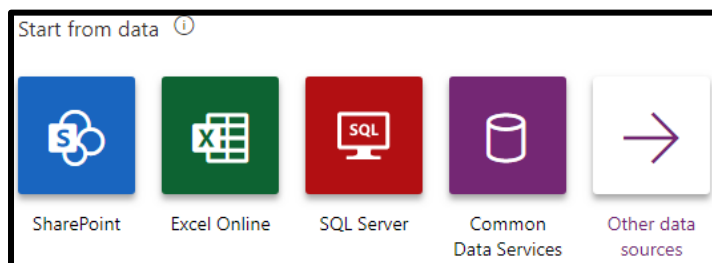 Start from data
S
X
SQL
SharePoint
Excel Online
SQL Server
Common
Data Services
Other data
sources